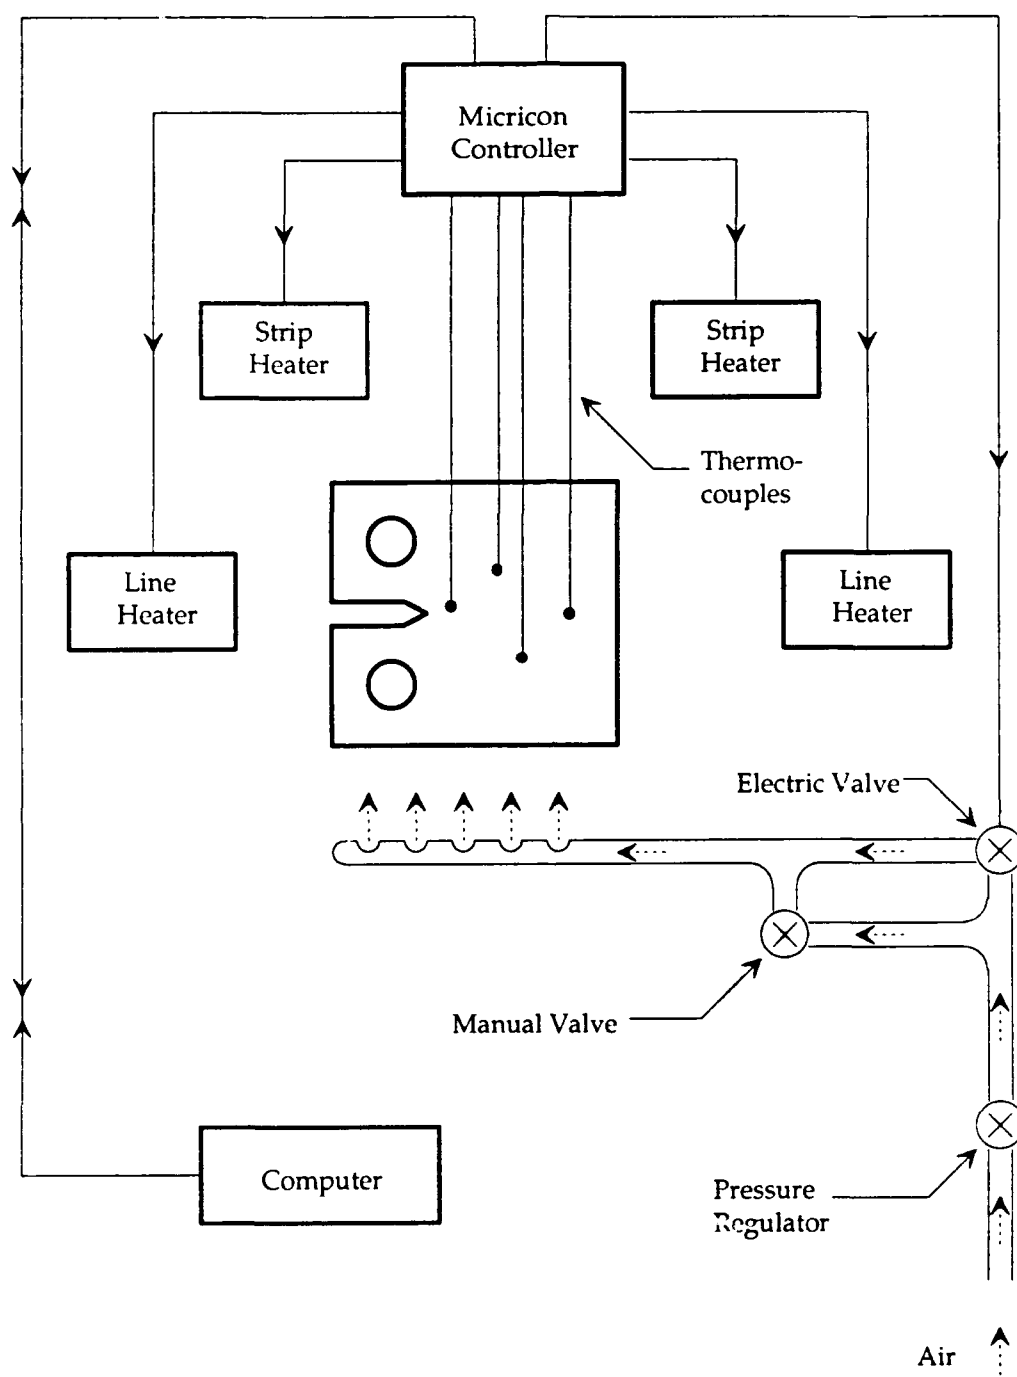 Micricon
Controller
Strip
Heater
Strip
Heater
Thermo-
couples
Line
Heater
Line
Heater
Electric Valve
Manual Valve
Computer
Pressure
Regulator
Air